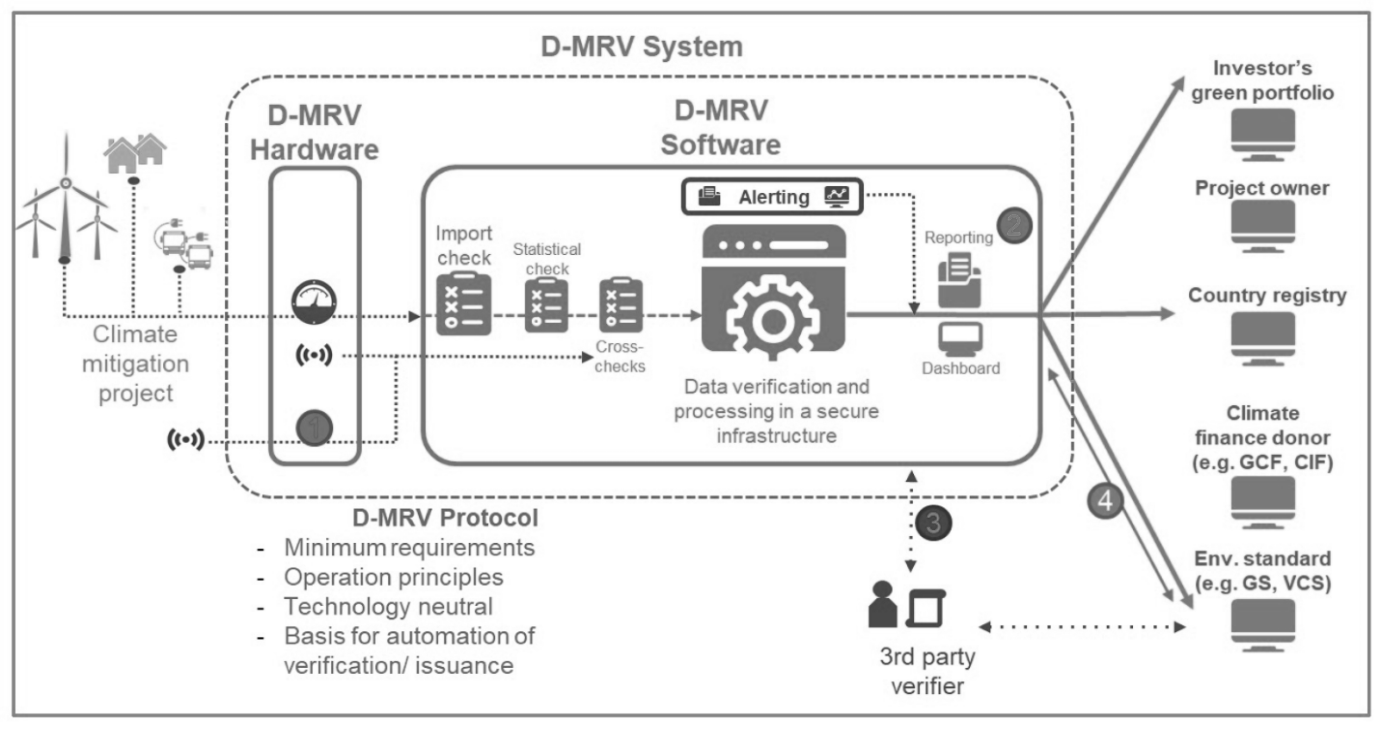 D-MRV System
D-MRV
Hardware
D-MRV
Software
Alerting
Import
check
Statistical
check
Cross-
checks
Reporting
2
Dashboard
Data verification and
processing in a secure
infrastructure
Climate
mitigation
project
1
D-MRV Protocol
- Minimum requirements
- Operation principles
- Technology neutral
- Basis for automation of
verification/ issuance
3
3rd party
verifier
4
Investor's
green portfolio
Project owner
Country registry
Climate
finance donor
(e.g. GCF, CIF)
Env. standard
(e.g. GS, VCS)